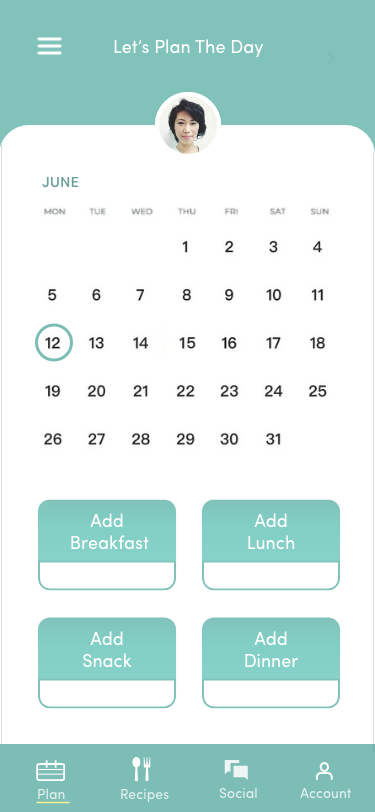 Let's Plan The Day
JUNE
MON TUE WED THU FRI SAT SUN
1 2 3 4
5 6 7 8 9 10 11
12 13 14 15 16 17 18
19 20 21 22 23 24 25
26 27 28 29 30 31
Add
Breakfast
Add
Lunch
Add
Snack
Add
Dinner
Plan Recipes Social Account